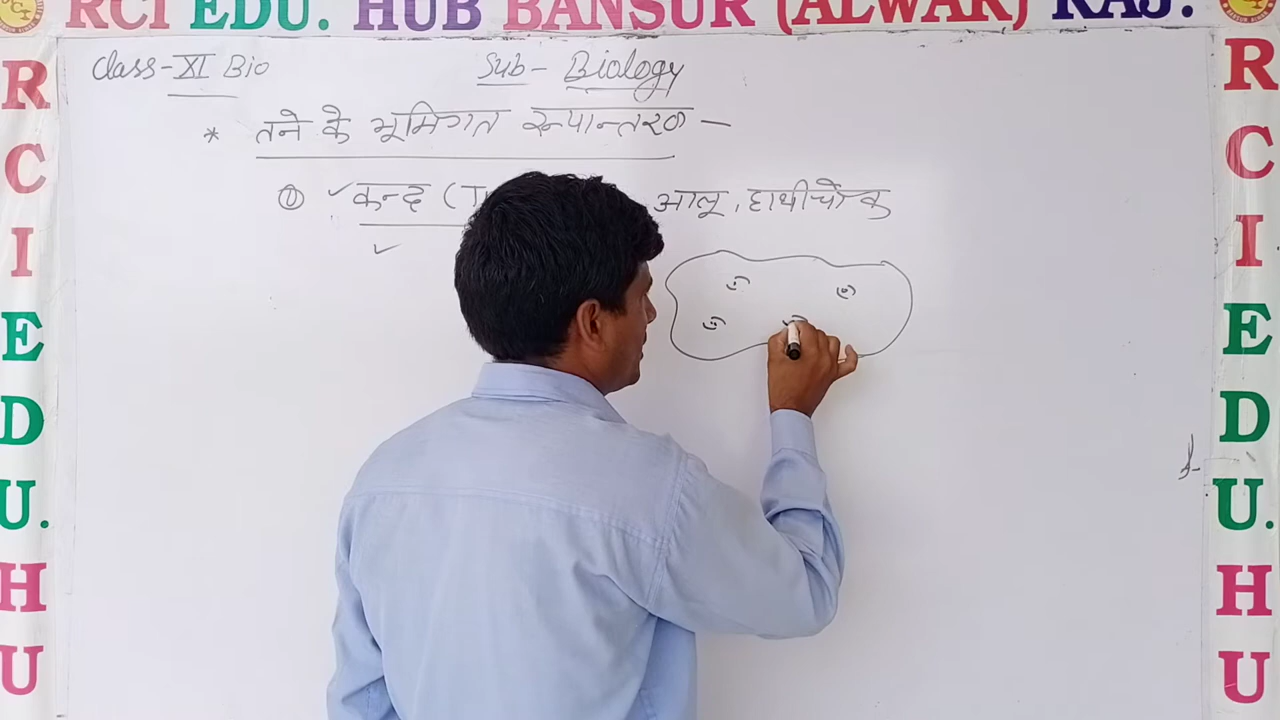 RCI EDU. HUB BANSUR (ALWAR) RAJ.
Class-XI Bio
Sub- Biology
* तने के भूमिगत रूपान्तरण —
① ✓कन्द (T आलू, हाथीचोक
✓
R
C
I
E
D
U.
H
U
R
C
I
E
D
U.
H
U